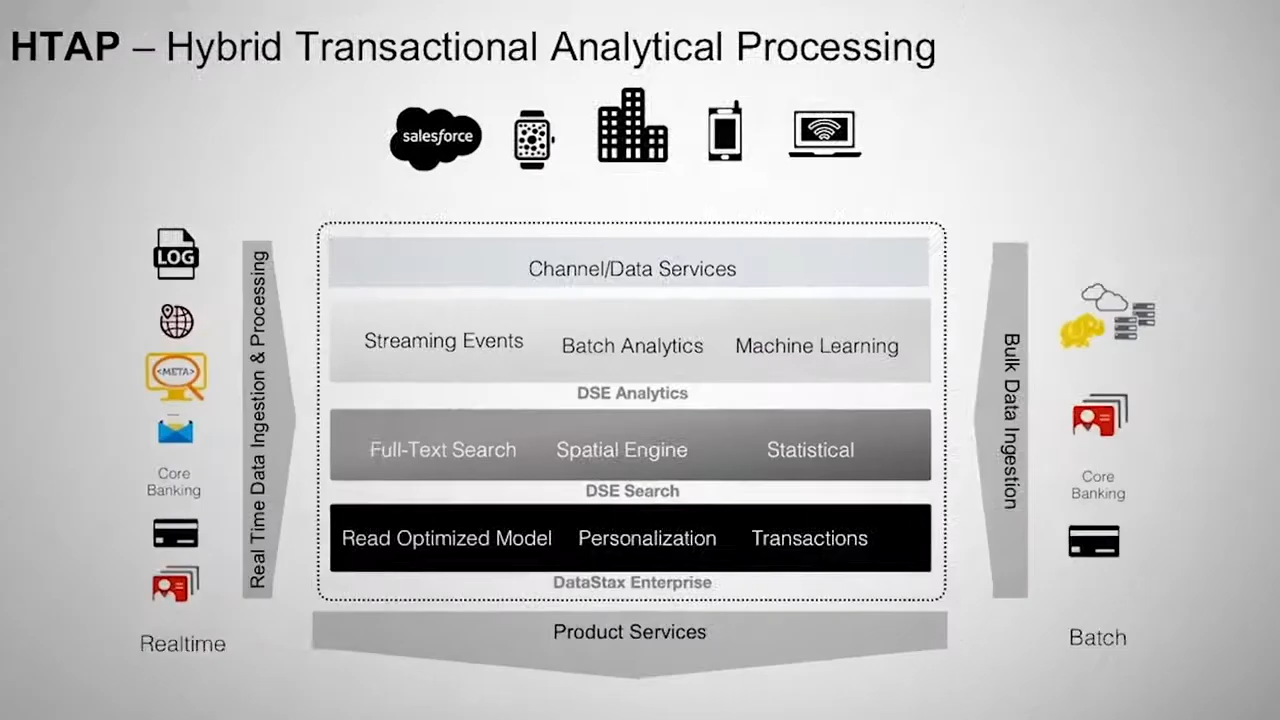 HTAP – Hybrid Transactional Analytical Processing
salesforce
LOG
<META>
Core
Banking
Realtime
Real Time Data Ingestion & Processing
Channel/Data Services
Streaming Events
Batch Analytics
Machine Learning
DSE Analytics
Full-Text Search
Spatial Engine
Statistical
DSE Search
Read Optimized Model
Personalization
Transactions
DataStax Enterprise
Product Services
Bulk Data Ingestion
Core
Banking
Batch